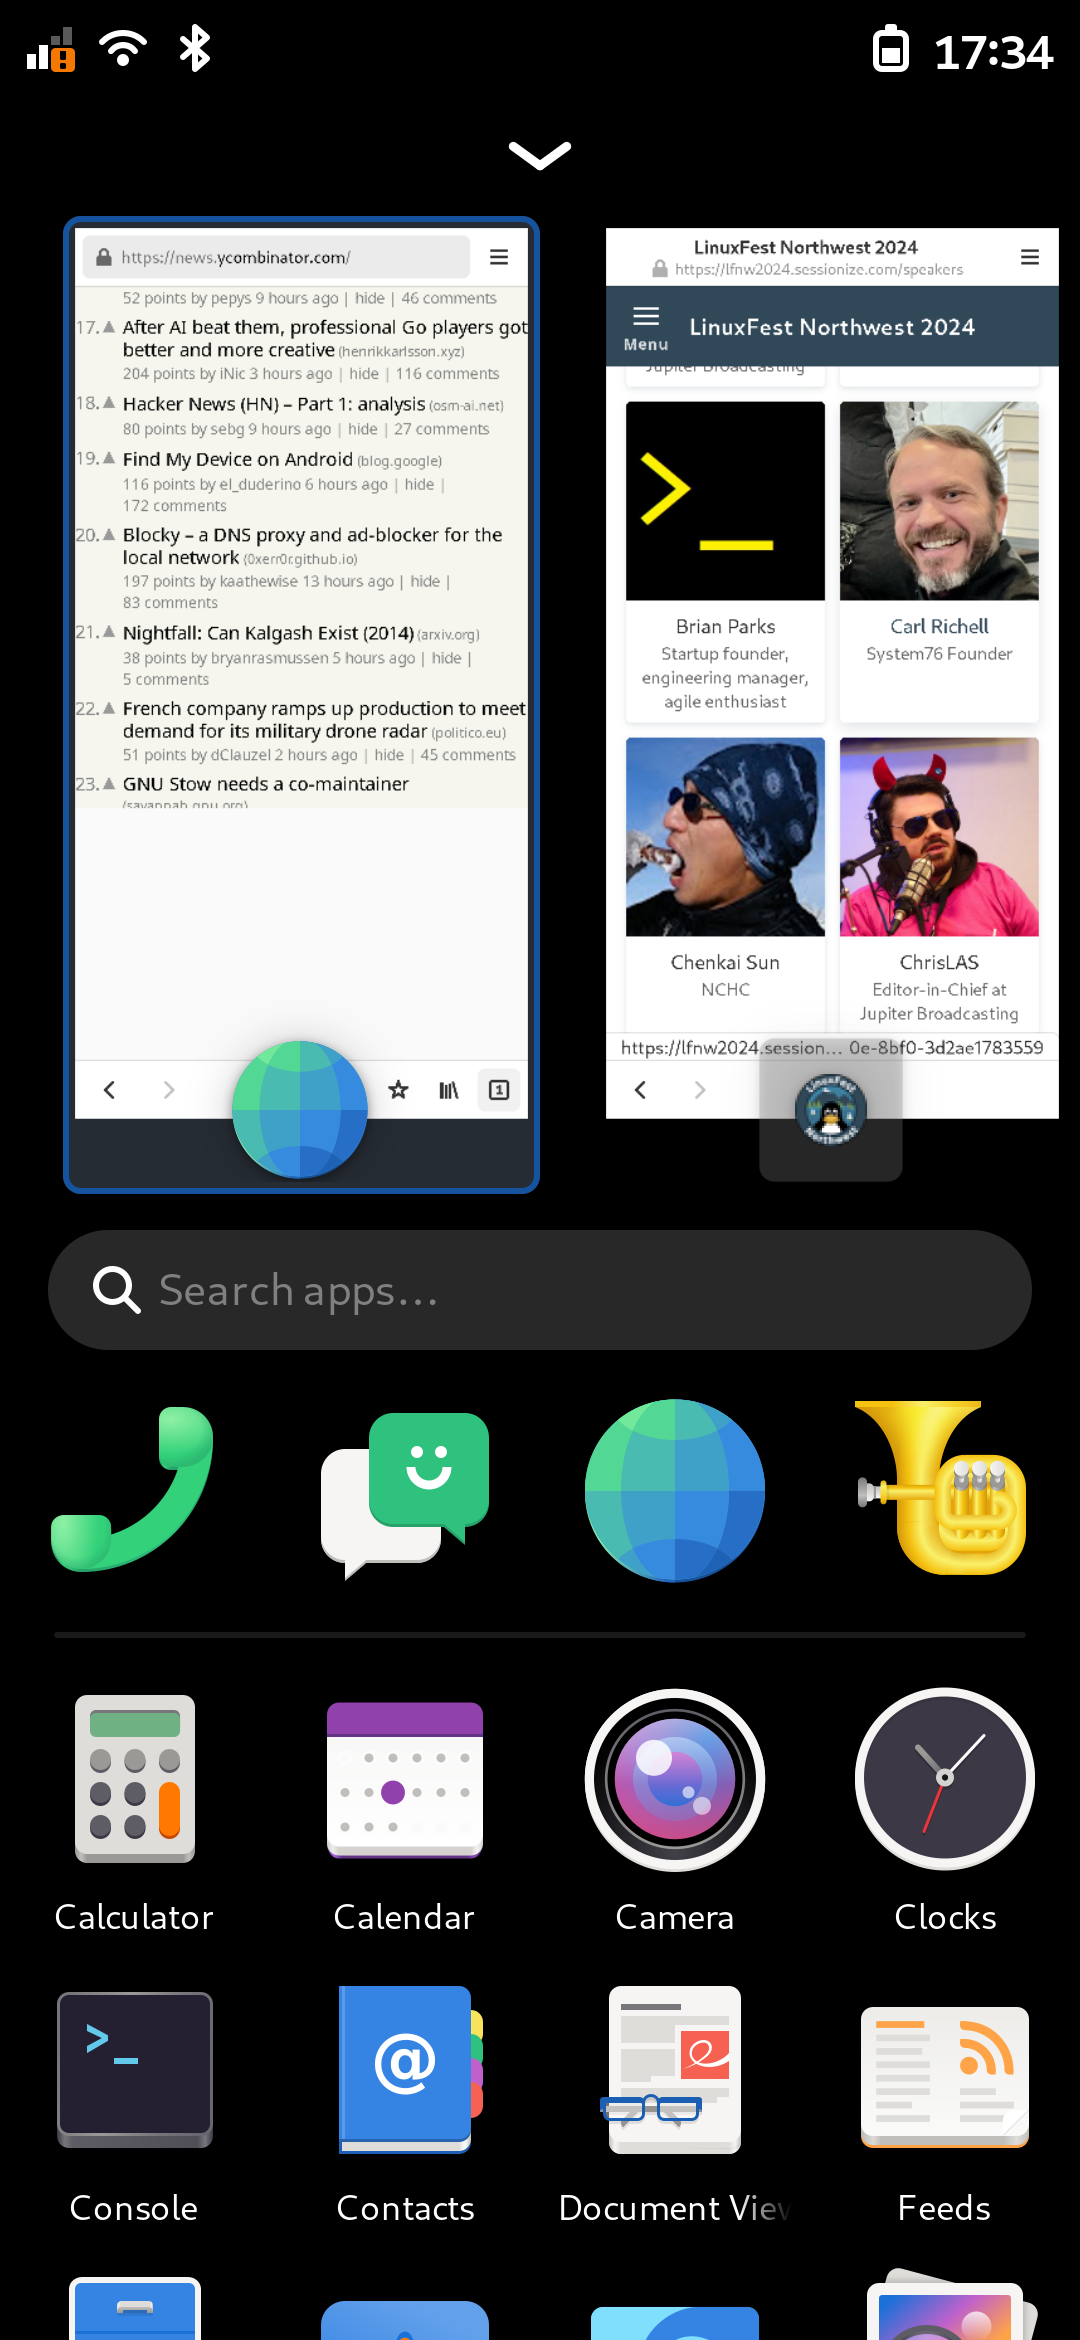 17:34
https://news.ycombinator.com/
52 points by pepys 9 hours ago | hide | 46 comments
17. After AI beat them, professional Go players got
better and more creative (henrikkarlsson.xyz)
204 points by iNic 3 hours ago | hide | 116 comments
18. Hacker News (HN) – Part 1: analysis (osm-ai.net)
80 points by sebg 9 hours ago | hide | 27 comments
19. Find My Device on Android (blog.google)
116 points by el_duderino 6 hours ago | hide |
172 comments
20. Blocky – a DNS proxy and ad-blocker for the
local network (0xerr0r.github.io)
197 points by kaathewise 13 hours ago | hide |
83 comments
21. Nightfall: Can Kalgash Exist (2014) (arxiv.org)
38 points by bryanrasmussen 5 hours ago | hide |
5 comments
22. French company ramps up production to meet
demand for its military drone radar (politico.eu)
51 points by dClauzel 2 hours ago | hide | 45 comments
23. GNU Stow needs a co-maintainer
(savannah.gnu.org)
1
LinuxFest Northwest 2024
https://lfnw2024.sessionize.com/speakers
Menu
LinuxFest Northwest 2024
Jupiter Broadcasting
>_
Brian Parks
Startup founder,
engineering manager,
agile enthusiast
Carl Richell
System76 Founder
Chenkai Sun
NCHC
ChrisLAS
Editor-in-Chief at
Jupiter Broadcasting
https://lfnw2024.session... 0e-8bf0-3d2ae1783559
LinuxFest
Northwest
Search apps...
Calculator
Calendar
Camera
Clocks
>_
@
Console
Contacts
Document View
Feeds